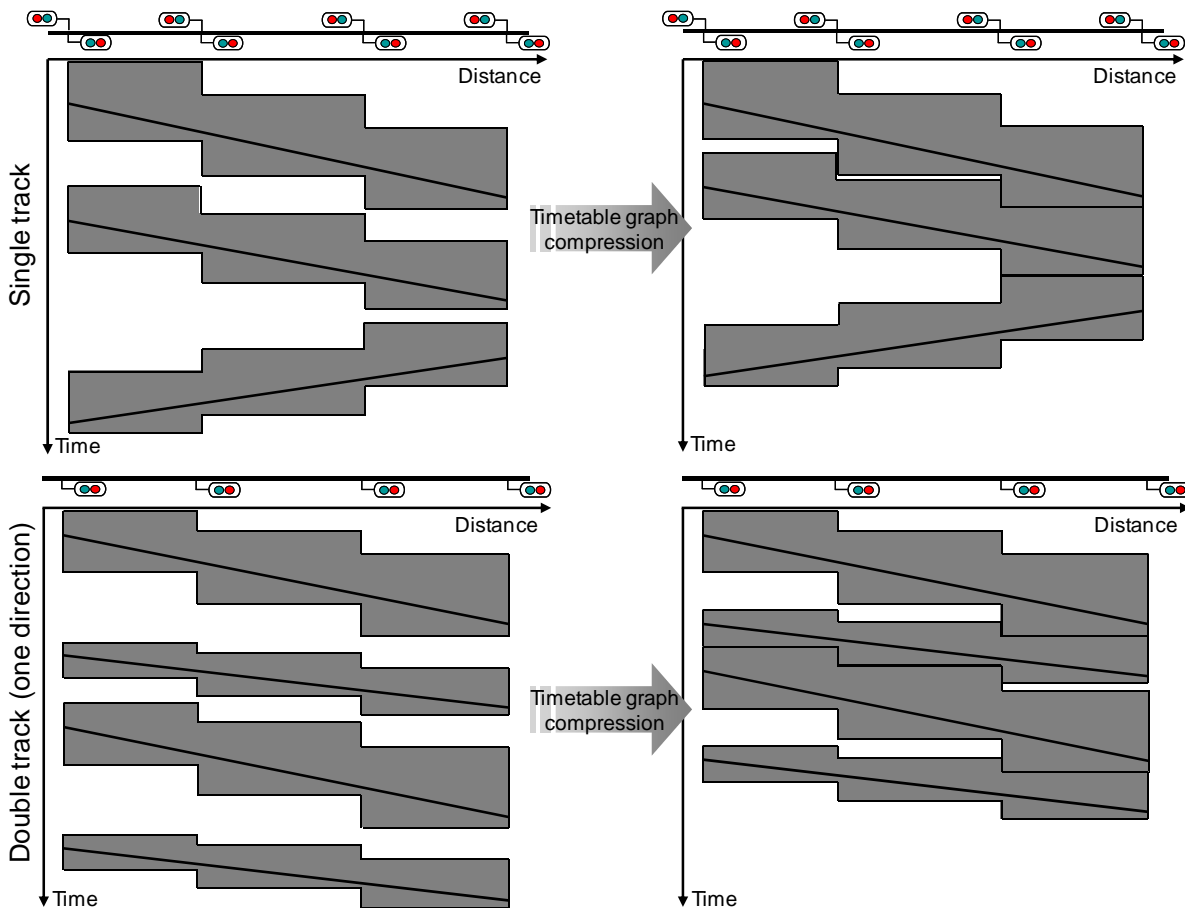 Distance
Distance
Single track
Timetable graph
compression
Time
Time
Distance
Distance
Double track (one direction)
Timetable graph
compression
Time
Time